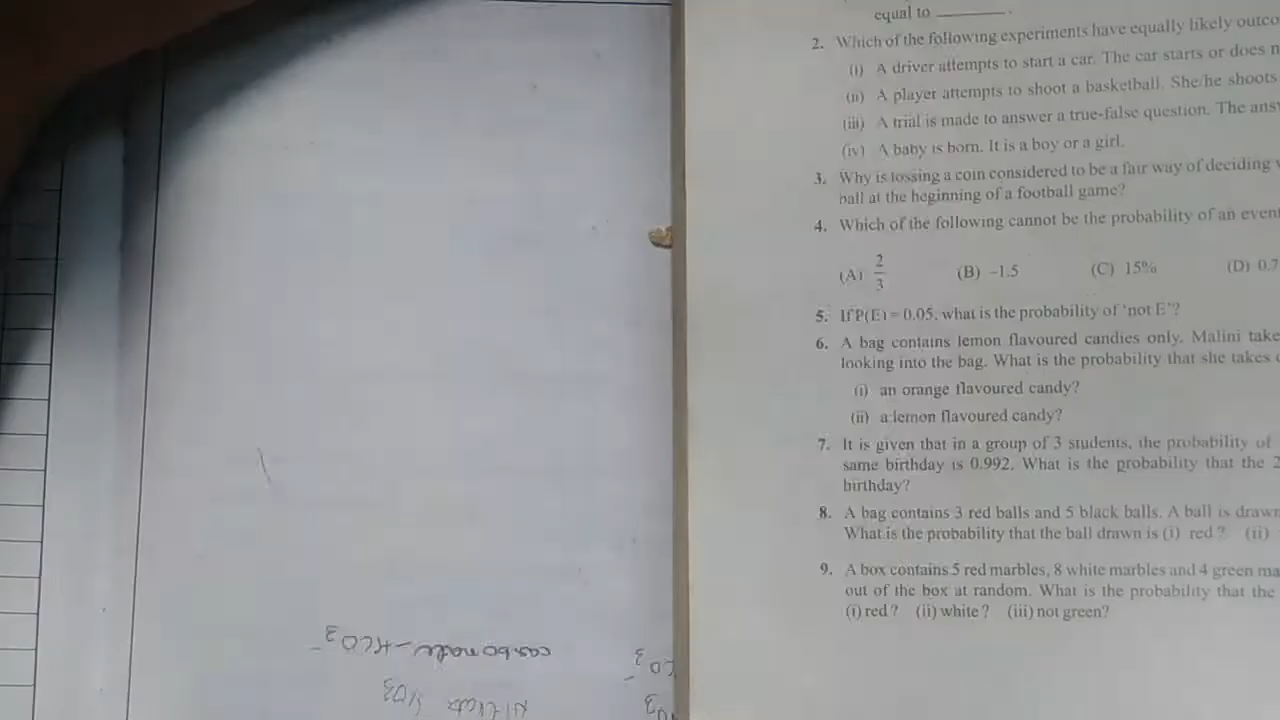 equal to ________ .
2. Which of the following experiments have equally likely outco
(i) A driver attempts to start a car. The car starts or does n
(ii) A player attempts to shoot a basketball. She/he shoots
(iii) A trial is made to answer a true-false question. The ans
(iv) A baby is born. It is a boy or a girl.
3. Why is tossing a coin considered to be a fair way of deciding
ball at the beginning of a football game?
4. Which of the following cannot be the probability of an even
(A) 2/3 (B) –1.5 (C) 15% (D) 0.7
5. If P(E) = 0.05, what is the probability of 'not E'?
6. A bag contains lemon flavoured candies only. Malini take
looking into the bag. What is the probability that she takes
(i) an orange flavoured candy?
(ii) a lemon flavoured candy?
7. It is given that in a group of 3 students, the probability of
same birthday is 0.992. What is the probability that the 2
birthday?
8. A bag contains 3 red balls and 5 black balls. A ball is drawn
What is the probability that the ball drawn is (i) red ? (ii)
9. A box contains 5 red marbles, 8 white marbles and 4 green ma
out of the box at random. What is the probability that the
(i) red ? (ii) white ? (iii) not green?